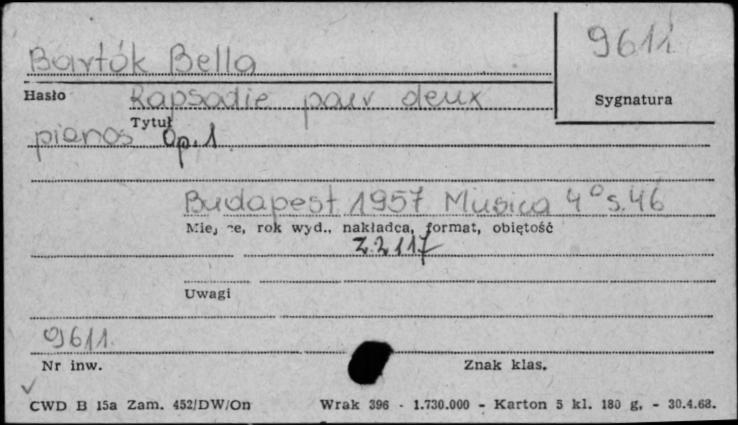 Bartók Bella
9611
Hasło
Rapsodie pour deux
Sygnatura
Tytuł
pianos Op. 1
Budapest 1957 Musica 4° s. 46
Miejsce, rok wyd., nakładca, format, objętość
Z.2117
Uwagi
9611.
Nr inw.
Znak klas.
CWD B 15a Zam. 452/DW/On Wrak 396 - 1.730.000 - Karton 5 kl. 180 g. - 30.4.68.